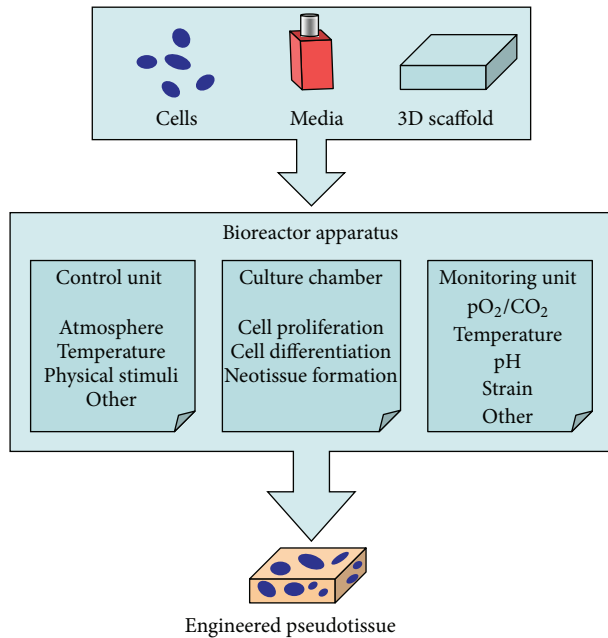 Cells
Media
3D scaffold
Bioreactor apparatus
Control unit
Atmosphere
Temperature
Physical stimuli
Other
Culture chamber
Cell proliferation
Cell differentiation
Neotissue formation
Monitoring unit
pO₂/CO₂
Temperature
pH
Strain
Other
Engineered pseudotissue